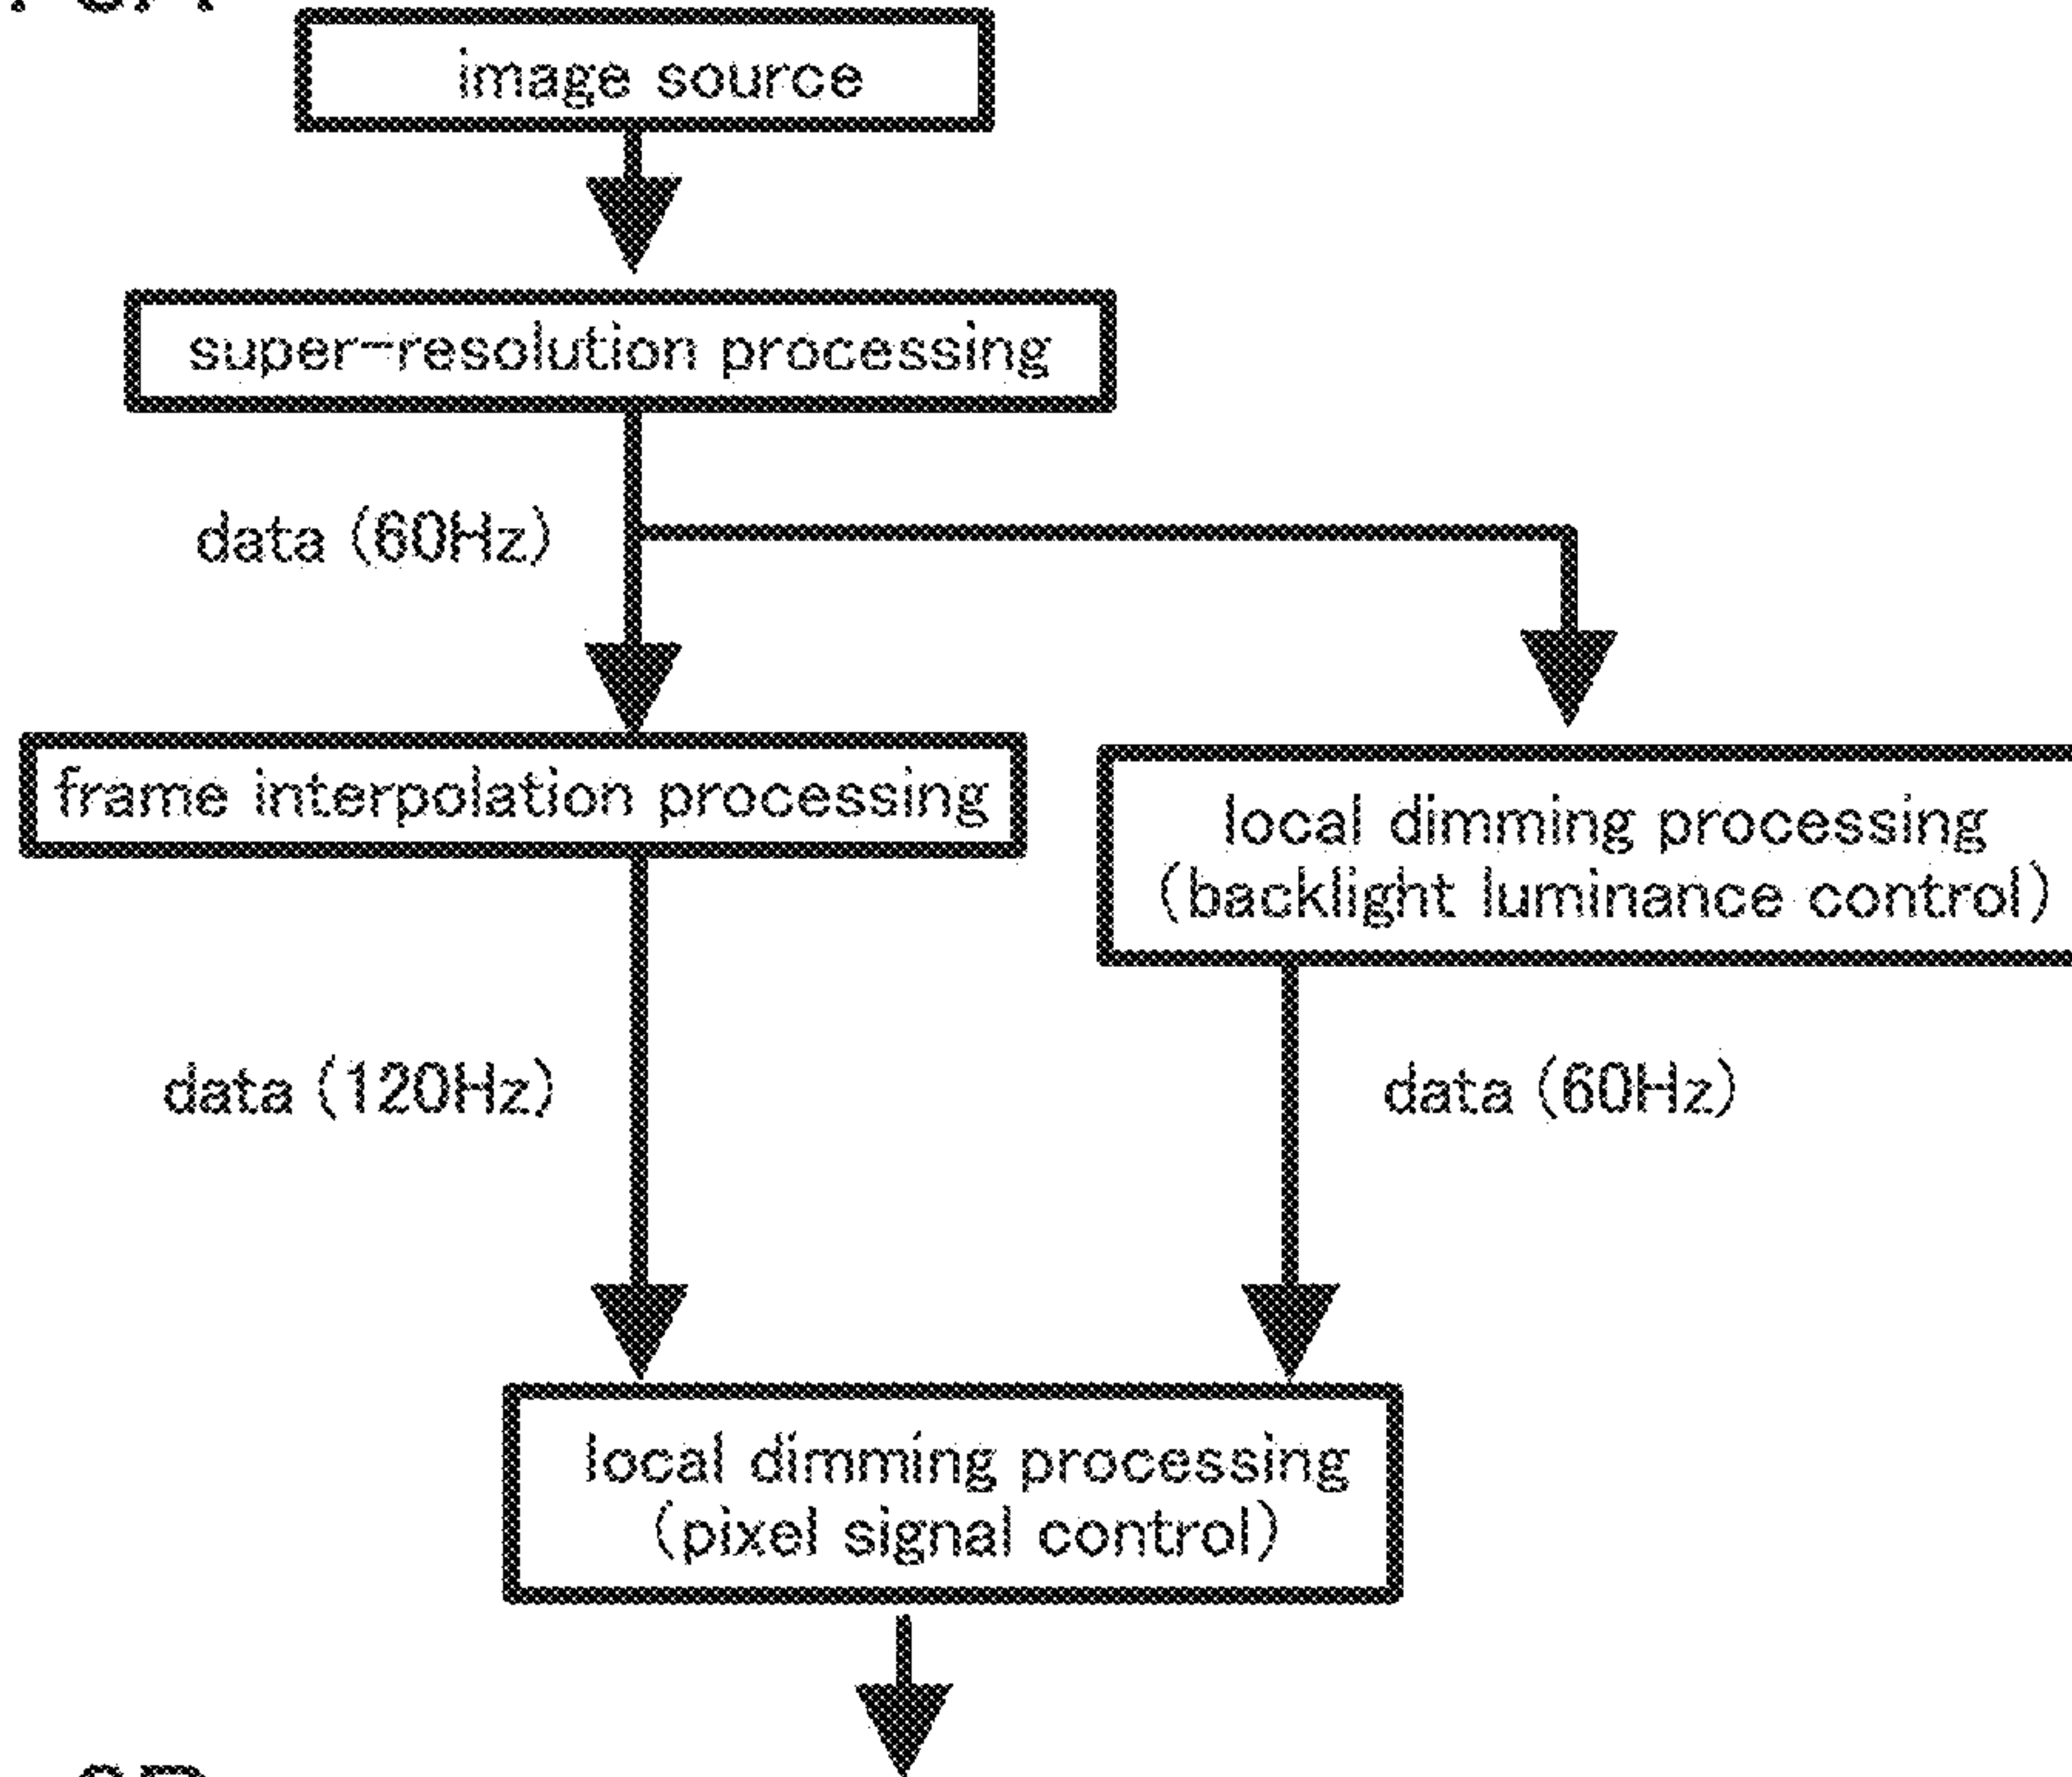 image source
super-resolution processing
data (60Hz)
frame interpolation processing
local dimming processing
(backlight luminance control)
data (120Hz)
data (60Hz)
local dimming processing
(pixel signal control)